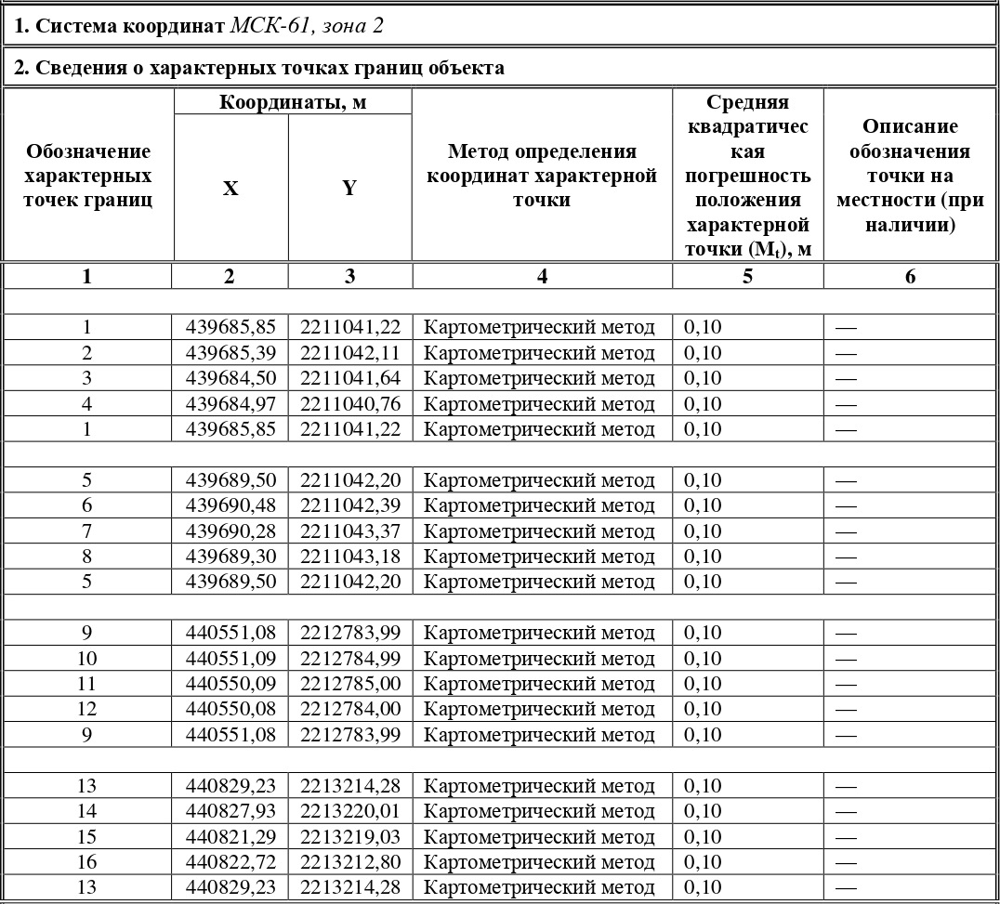 1. Система координат МСК-61, зона 2
2. Сведения о характерных точках границ объекта
Обозначение
характерных
точек границ
Координаты, м
X
Y
Метод определения
координат характерной
точки
Средняя
квадратичес
кая
погрешность
положения
характерной
точки (Mt), м
Описание
обозначения
точки на
местности (при
наличии)
1 2 3 4 5 6
1 439685,85 2211041,22 Картометрический метод 0,10 —
2 439685,39 2211042,11 Картометрический метод 0,10 —
3 439684,50 2211041,64 Картометрический метод 0,10 —
4 439684,97 2211040,76 Картометрический метод 0,10 —
1 439685,85 2211041,22 Картометрический метод 0,10 —
5 439689,50 2211042,20 Картометрический метод 0,10 —
6 439690,48 2211042,39 Картометрический метод 0,10 —
7 439690,28 2211043,37 Картометрический метод 0,10 —
8 439689,30 2211043,18 Картометрический метод 0,10 —
5 439689,50 2211042,20 Картометрический метод 0,10 —
9 440551,08 2212783,99 Картометрический метод 0,10 —
10 440551,09 2212784,99 Картометрический метод 0,10 —
11 440550,09 2212785,00 Картометрический метод 0,10 —
12 440550,08 2212784,00 Картометрический метод 0,10 —
9 440551,08 2212783,99 Картометрический метод 0,10 —
13 440829,23 2213214,28 Картометрический метод 0,10 —
14 440827,93 2213220,01 Картометрический метод 0,10 —
15 440821,29 2213219,03 Картометрический метод 0,10 —
16 440822,72 2213212,80 Картометрический метод 0,10 —
13 440829,23 2213214,28 Картометрический метод 0,10 —